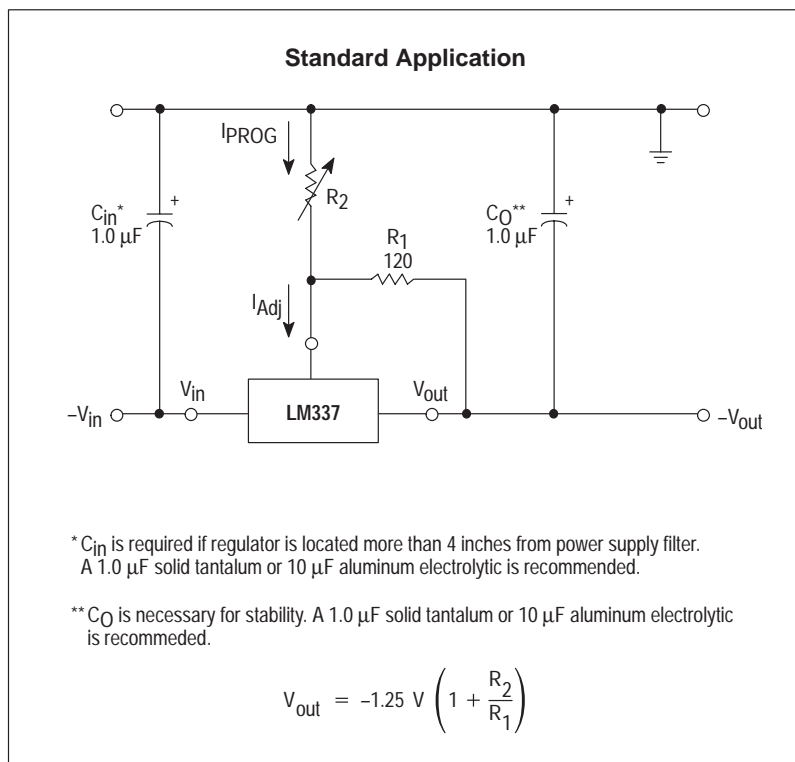 Standard Application
IPROG
R2
Cin*
1.0 µF
+
CO**
1.0 µF
+
R1
120
IAdj
Vin
Vout
–Vin
LM337
–Vout
* Cin is required if regulator is located more than 4 inches from power supply filter.
A 1.0 µF solid tantalum or 10 µF aluminum electrolytic is recommended.
** CO is necessary for stability. A 1.0 µF solid tantalum or 10 µF aluminum electrolytic
is recommeded.
Vout = –1.25 V (1 + R2/R1)